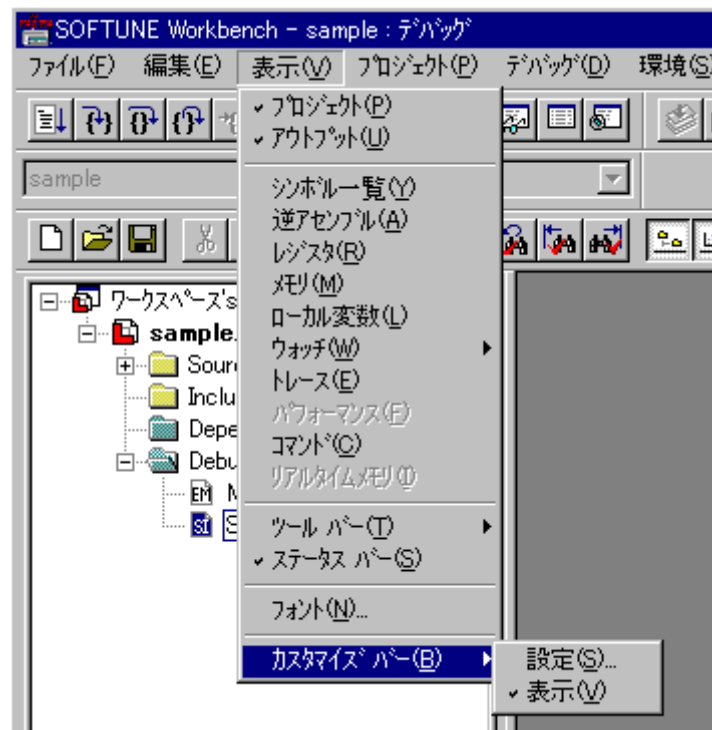 SOFTUNE Workbench - sample : ﾃﾞﾊﾞｯｸﾞ
ﾌｧｲﾙ(F) 編集(E) 表示(V) ﾌﾟﾛｼﾞｪｸﾄ(P) ﾃﾞﾊﾞｯｸﾞ(D) 環境(S)
sample
ﾜｰｸｽﾍﾟｰｽ's
sample.
Sour
Inclu
Depe
Debu
ﾌﾟﾛｼﾞｪｸﾄ(P)
ｱｳﾄﾌﾟｯﾄ(U)
ｼﾝﾎﾞﾙ一覧(Y)
逆ｱｾﾝﾌﾞﾙ(A)
ﾚｼﾞｽﾀ(R)
ﾒﾓﾘ(M)
ﾛｰｶﾙ変数(L)
ｳｫｯﾁ(W)
ﾄﾚｰｽ(E)
ﾊﾟﾌｫｰﾏﾝｽ(F)
ｺﾏﾝﾄﾞ(C)
ﾘｱﾙﾀｲﾑﾒﾓﾘ(I)
ﾂｰﾙ ﾊﾞｰ(T)
ｽﾃｰﾀｽ ﾊﾞｰ(S)
ﾌｫﾝﾄ(N)...
ｶｽﾀﾏｲｽﾞ ﾊﾞｰ(B)
設定(S)...
表示(V)